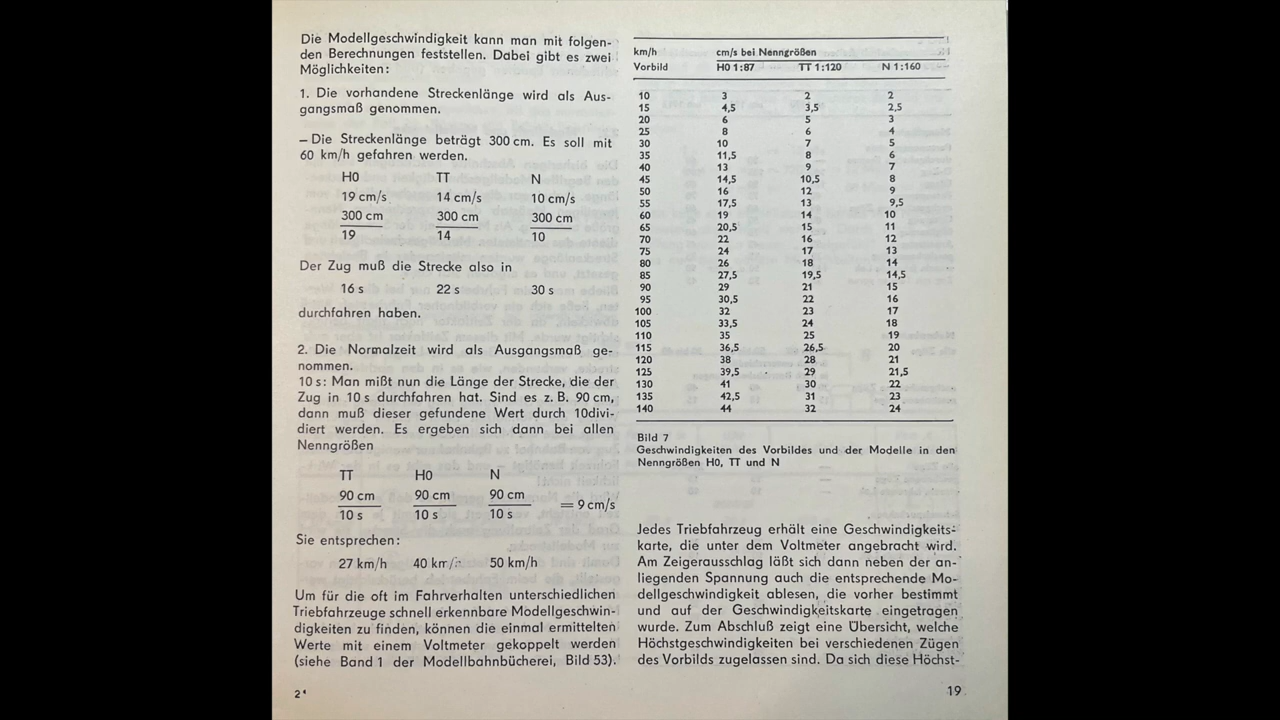 Die Modellgeschwindigkeit kann man mit folgen-
den Berechnungen feststellen. Dabei gibt es zwei
Möglichkeiten:
1. Die vorhandene Streckenlänge wird als Aus-
gangsmaß genommen.
– Die Streckenlänge beträgt 300 cm. Es soll mit
60 km/h gefahren werden.
H0 TT N
19 cm/s 14 cm/s 10 cm/s
300 cm 300 cm 300 cm
19 14 10
Der Zug muß die Strecke also in
16 s 22 s 30 s
durchfahren haben.
2. Die Normalzeit wird als Ausgangsmaß ge-
nommen.
10 s: Man mißt nun die Länge der Strecke, die der
Zug in 10 s durchfahren hat. Sind es z. B. 90 cm,
dann muß dieser gefundene Wert durch 10divi-
diert werden. Es ergeben sich dann bei allen
Nenngrößen
TT H0 N
90 cm 90 cm 90 cm
10 s 10 s 10 s = 9 cm/s
Sie entsprechen:
27 km/h 40 km/h 50 km/h
Um für die oft im Fahrverhalten unterschiedlichen
Triebfahrzeuge schnell erkennbare Modellgeschwin-
digkeiten zu finden, können die einmal ermittelten
Werte mit einem Voltmeter gekoppelt werden
(siehe Band 1 der Modellbahnbücherei, Bild 53).
2*
km/h cm/s bei Nenngrößen
Vorbild H0 1:87 TT 1:120 N 1:160
10 3 2 2
15 4,5 3,5 2,5
20 6 5 3
25 8 6 4
30 10 7 5
35 11,5 8 6
40 13 9 7
45 14,5 10,5 8
50 16 12 9
55 17,5 13 9,5
60 19 14 10
65 20,5 15 11
70 22 16 12
75 24 17 13
80 26 18 14
85 27,5 19,5 14,5
90 29 21 15
95 30,5 22 16
100 32 23 17
105 33,5 24 18
110 35 25 19
115 36,5 26,5 20
120 38 28 21
125 39,5 29 21,5
130 41 30 22
135 42,5 31 23
140 44 32 24
Bild 7
Geschwindigkeiten des Vorbildes und der Modelle in den
Nenngrößen H0, TT und N
Jedes Triebfahrzeug erhält eine Geschwindigkeits-
karte, die unter dem Voltmeter angebracht wird.
Am Zeigerausschlag läßt sich dann neben der an-
liegenden Spannung auch die entsprechende Mo-
dellgeschwindigkeit ablesen, die vorher bestimmt
und auf der Geschwindigkeitskarte eingetragen
wurde. Zum Abschluß zeigt eine Übersicht, welche
Höchstgeschwindigkeiten bei verschiedenen Zügen
des Vorbilds zugelassen sind. Da sich diese Höchst-
19